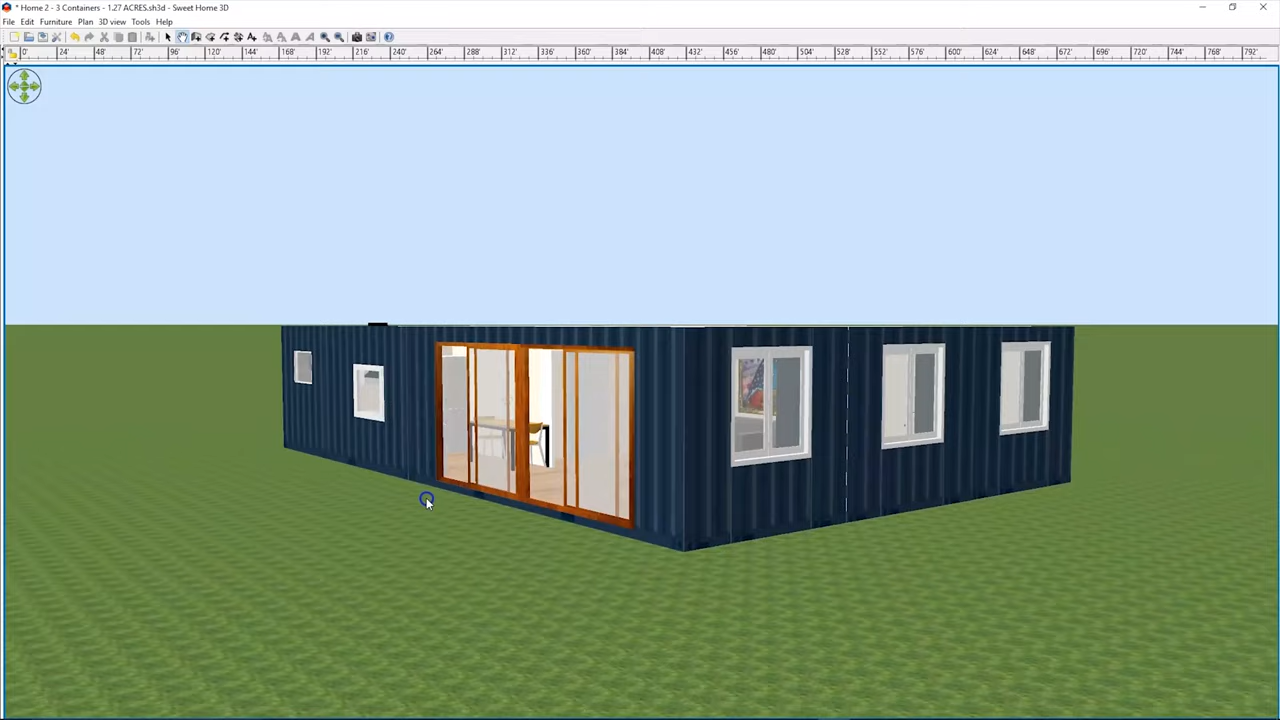 * Home 2 - 3 Containers - 1.27 ACRES.sh3d - Sweet Home 3D
File Edit Furniture Plan 3D view Tools Help
0' 24' 48' 72' 96' 120' 144' 168' 192' 216' 240' 264' 288' 312' 336' 360' 384' 408' 432' 456' 480' 504' 528' 552' 576' 600' 624' 648' 672' 696' 720' 744' 768' 792'